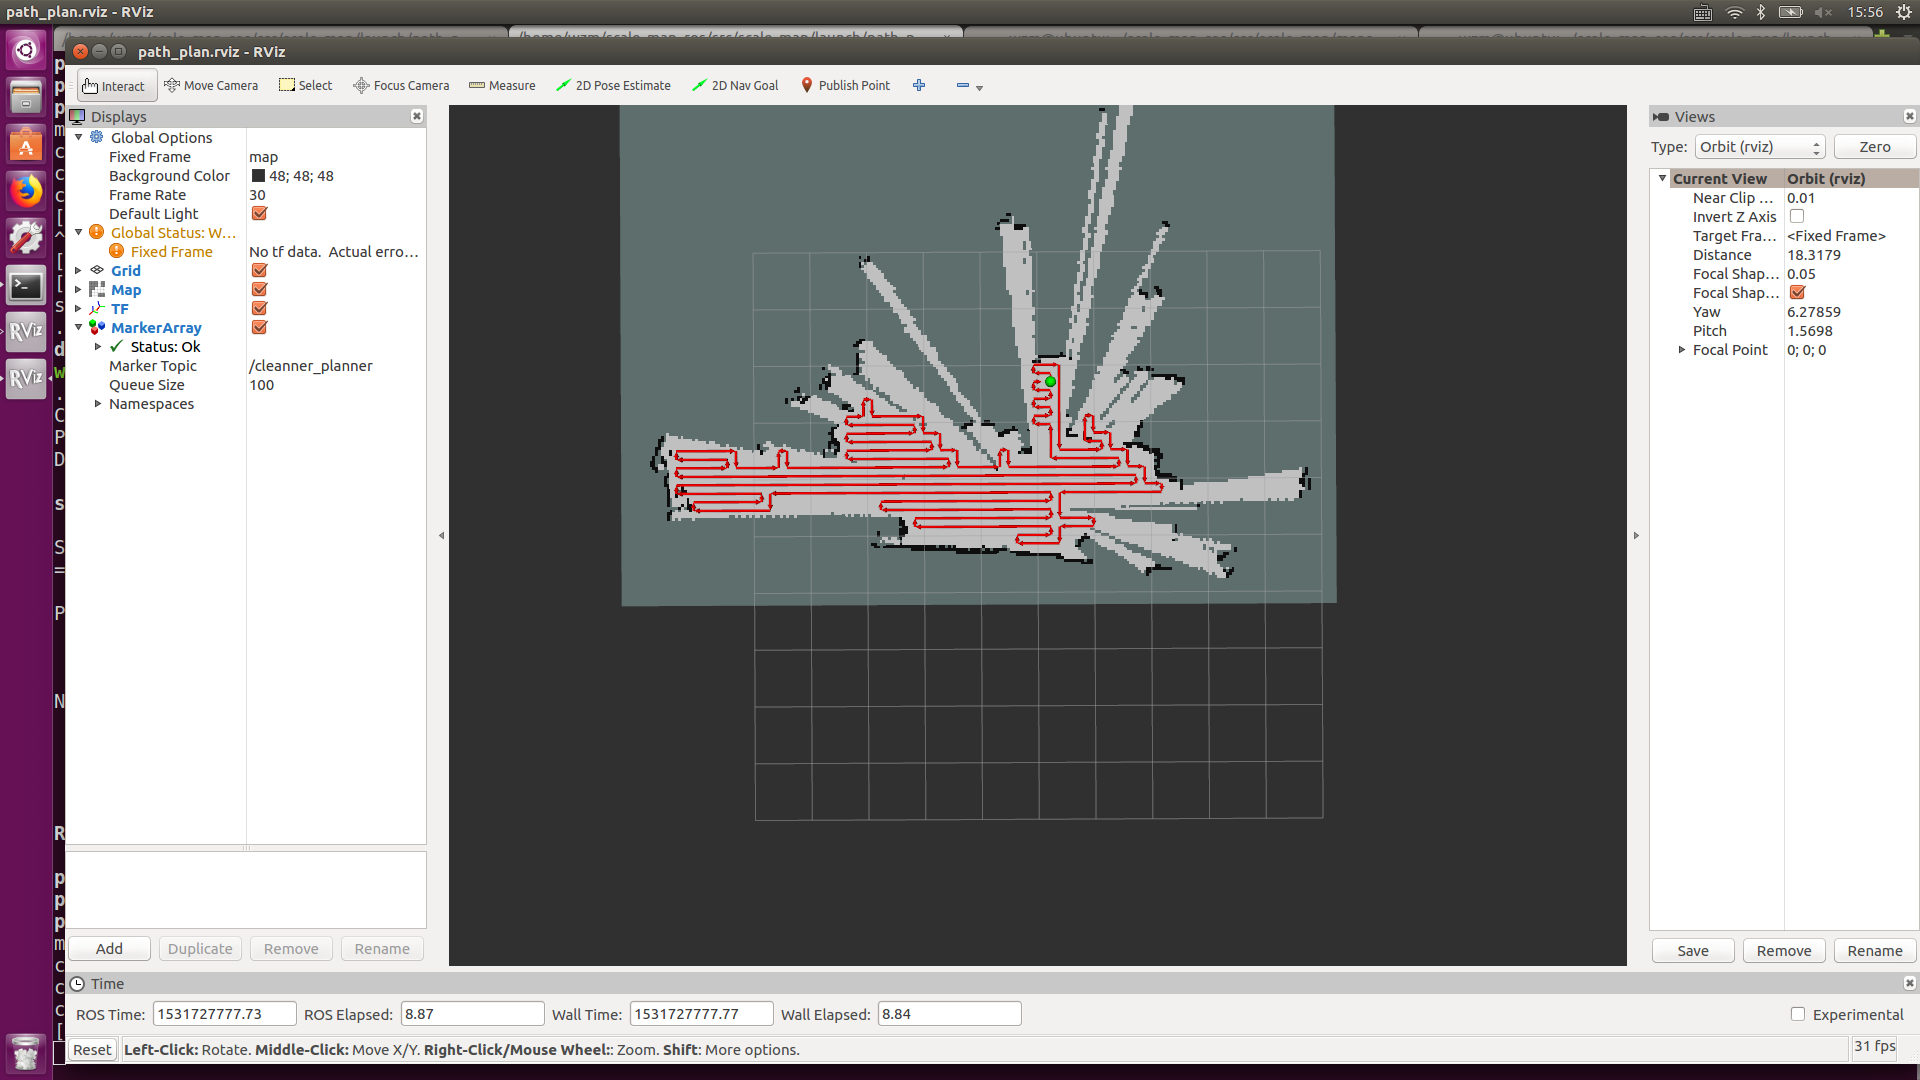 path_plan.rviz - RViz
15:56
path_plan.rviz - RViz
Interact
Move Camera
Select
Focus Camera
Measure
2D Pose Estimate
2D Nav Goal
Publish Point
Displays
Global Options
Fixed Frame map
Background Color 48; 48; 48
Frame Rate 30
Default Light
Global Status: W...
Fixed Frame No tf data. Actual erro...
Grid
Map
TF
MarkerArray
Status: Ok
Marker Topic /cleanner_planner
Queue Size 100
Namespaces
Add
Duplicate
Remove
Rename
Views
Type: Orbit (rviz) Zero
Current View Orbit (rviz)
Near Clip ... 0.01
Invert Z Axis
Target Fra... <Fixed Frame>
Distance 18.3179
Focal Shap... 0.05
Focal Shap...
Yaw 6.27859
Pitch 1.5698
Focal Point 0; 0; 0
Save
Remove
Rename
Time
ROS Time: 1531727777.73 ROS Elapsed: 8.87 Wall Time: 1531727777.77 Wall Elapsed: 8.84 Experimental
Reset Left-Click: Rotate. Middle-Click: Move X/Y. Right-Click/Mouse Wheel:: Zoom. Shift: More options. 31 fps
RViz
RViz